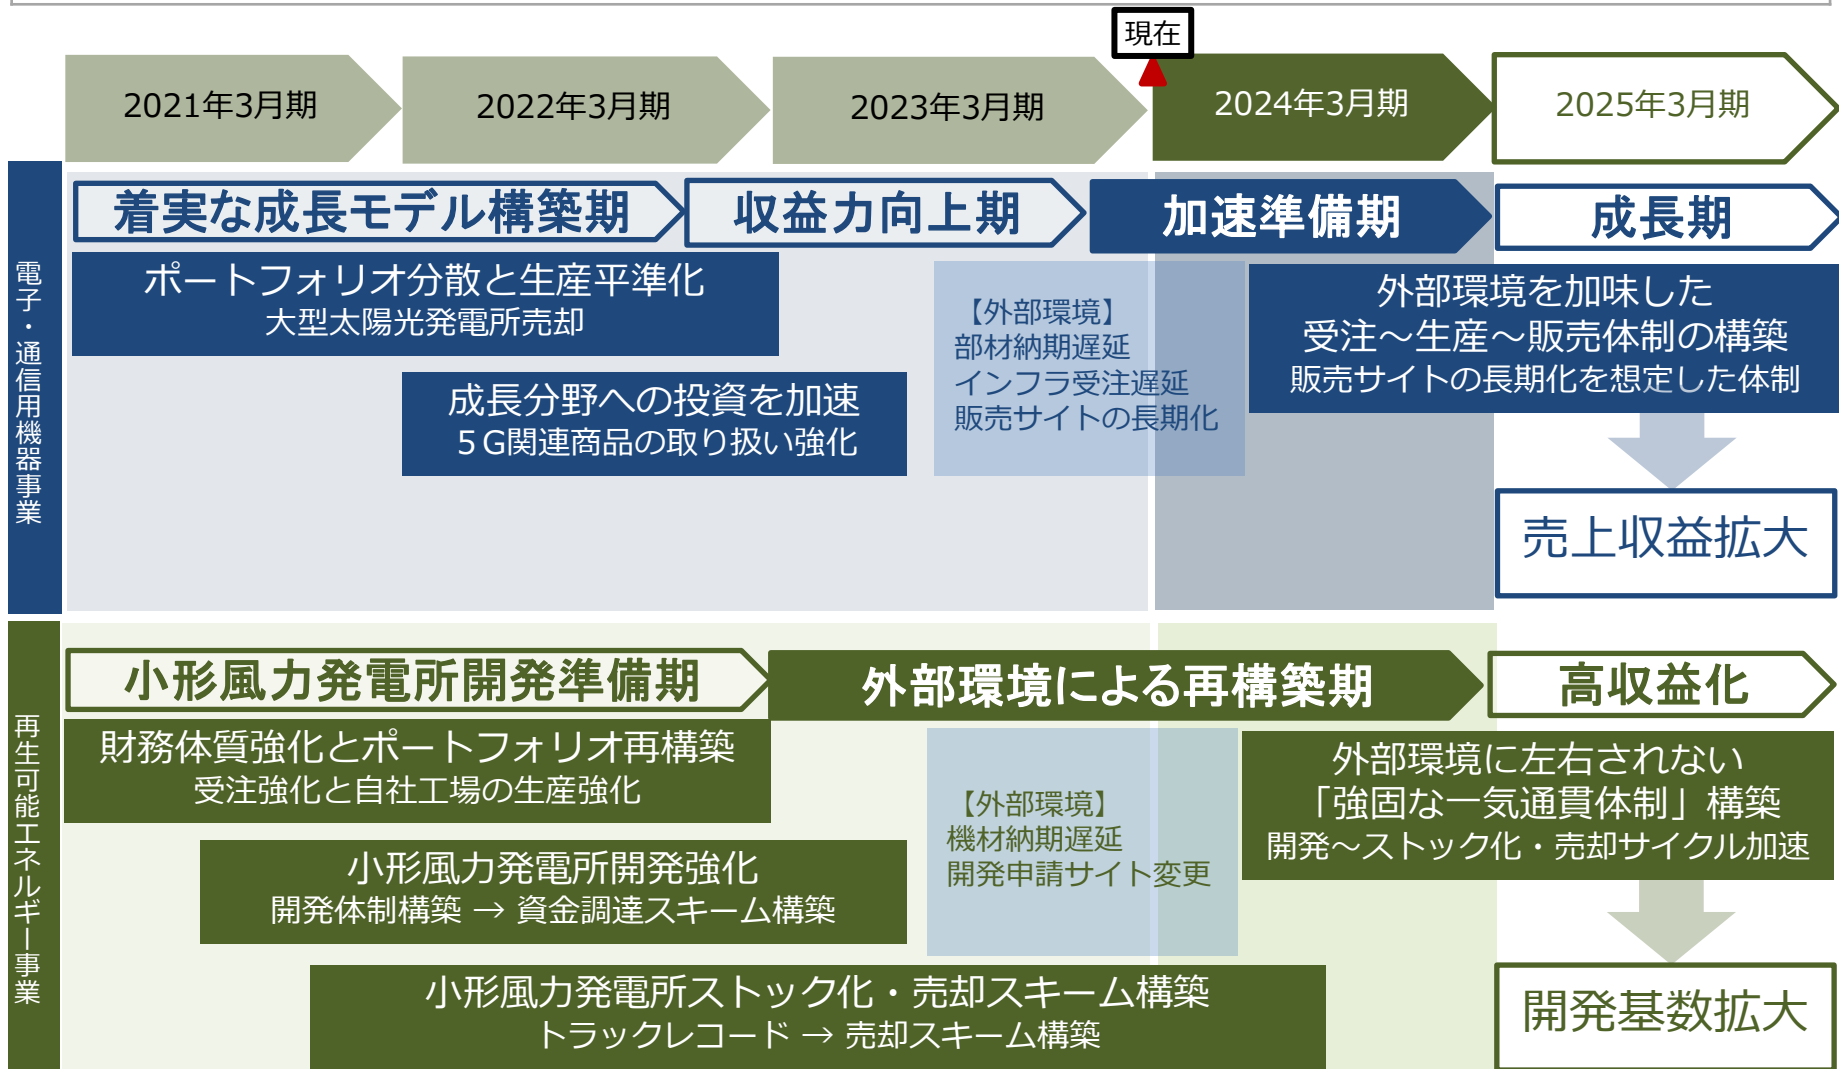 現在
2021年3月期
2022年3月期
2023年3月期
2024年3月期
2025年3月期
電子・通信用機器事業
着実な成長モデル構築期
収益力向上期
加速準備期
成長期
ポートフォリオ分散と生産平準化
大型太陽光発電所売却
成長分野への投資を加速
５G関連商品の取り扱い強化
【外部環境】
部材納期遅延
インフラ受注遅延
販売サイトの長期化
外部環境を加味した
受注～生産～販売体制の構築
販売サイトの長期化を想定した体制
売上収益拡大
再生可能エネルギー事業
小形風力発電所開発準備期
外部環境による再構築期
高収益化
財務体質強化とポートフォリオ再構築
受注強化と自社工場の生産強化
小形風力発電所開発強化
開発体制構築 → 資金調達スキーム構築
【外部環境】
機材納期遅延
開発申請サイト変更
外部環境に左右されない
「強固な一気通貫体制」構築
開発～ストック化・売却サイクル加速
小形風力発電所ストック化・売却スキーム構築
トラックレコード → 売却スキーム構築
開発基数拡大